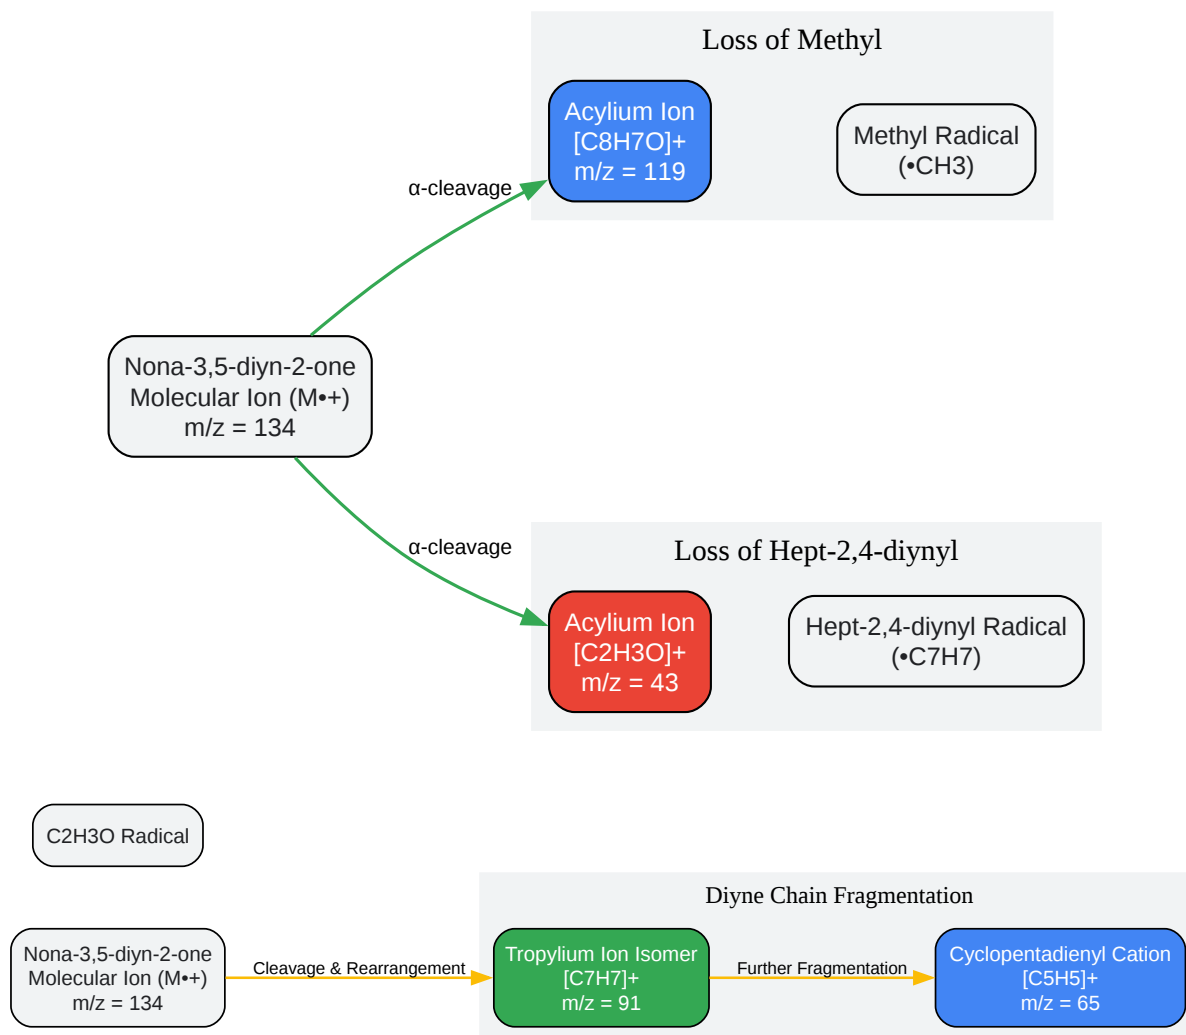 Loss of Methyl
Acylium Ion
[C8H7O]+
m/z = 119
Methyl Radical
(•CH3)
α-cleavage
Nona-3,5-diyn-2-one
Molecular Ion (M•+)
m/z = 134
α-cleavage
Loss of Hept-2,4-diynyl
Acylium Ion
[C2H3O]+
m/z = 43
Hept-2,4-diynyl Radical
(•C7H7)
C2H3O Radical
Diyne Chain Fragmentation
Nona-3,5-diyn-2-one
Molecular Ion (M•+)
m/z = 134
Cleavage & Rearrangement
Tropylium Ion Isomer
[C7H7]+
m/z = 91
Further Fragmentation
Cyclopentadienyl Cation
[C5H5]+
m/z = 65